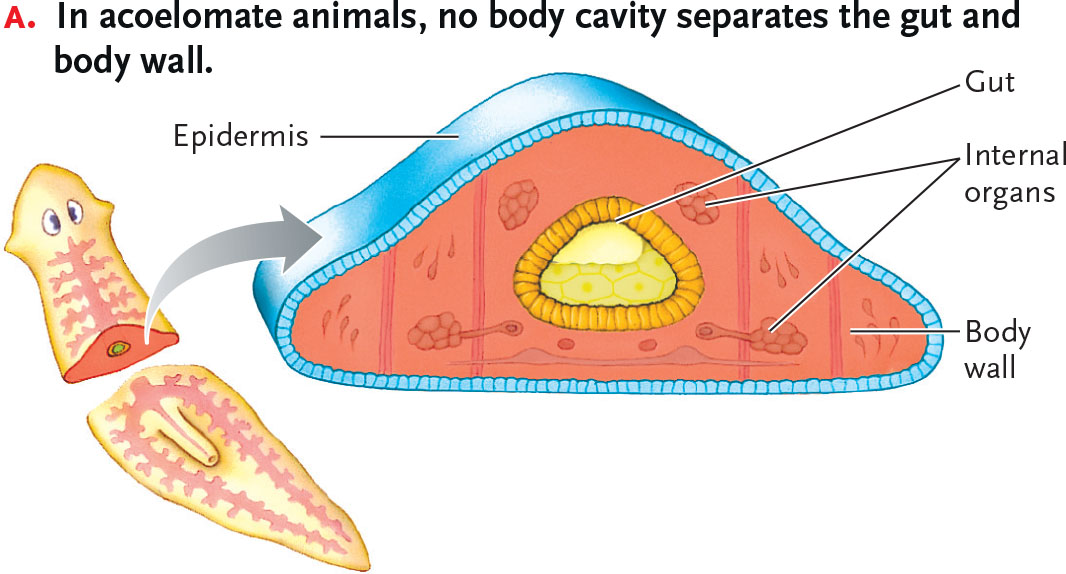 A. In acoelomate animals, no body cavity separates the gut and
body wall.
Gut
Epidermis
Internal
organs
Body
wall